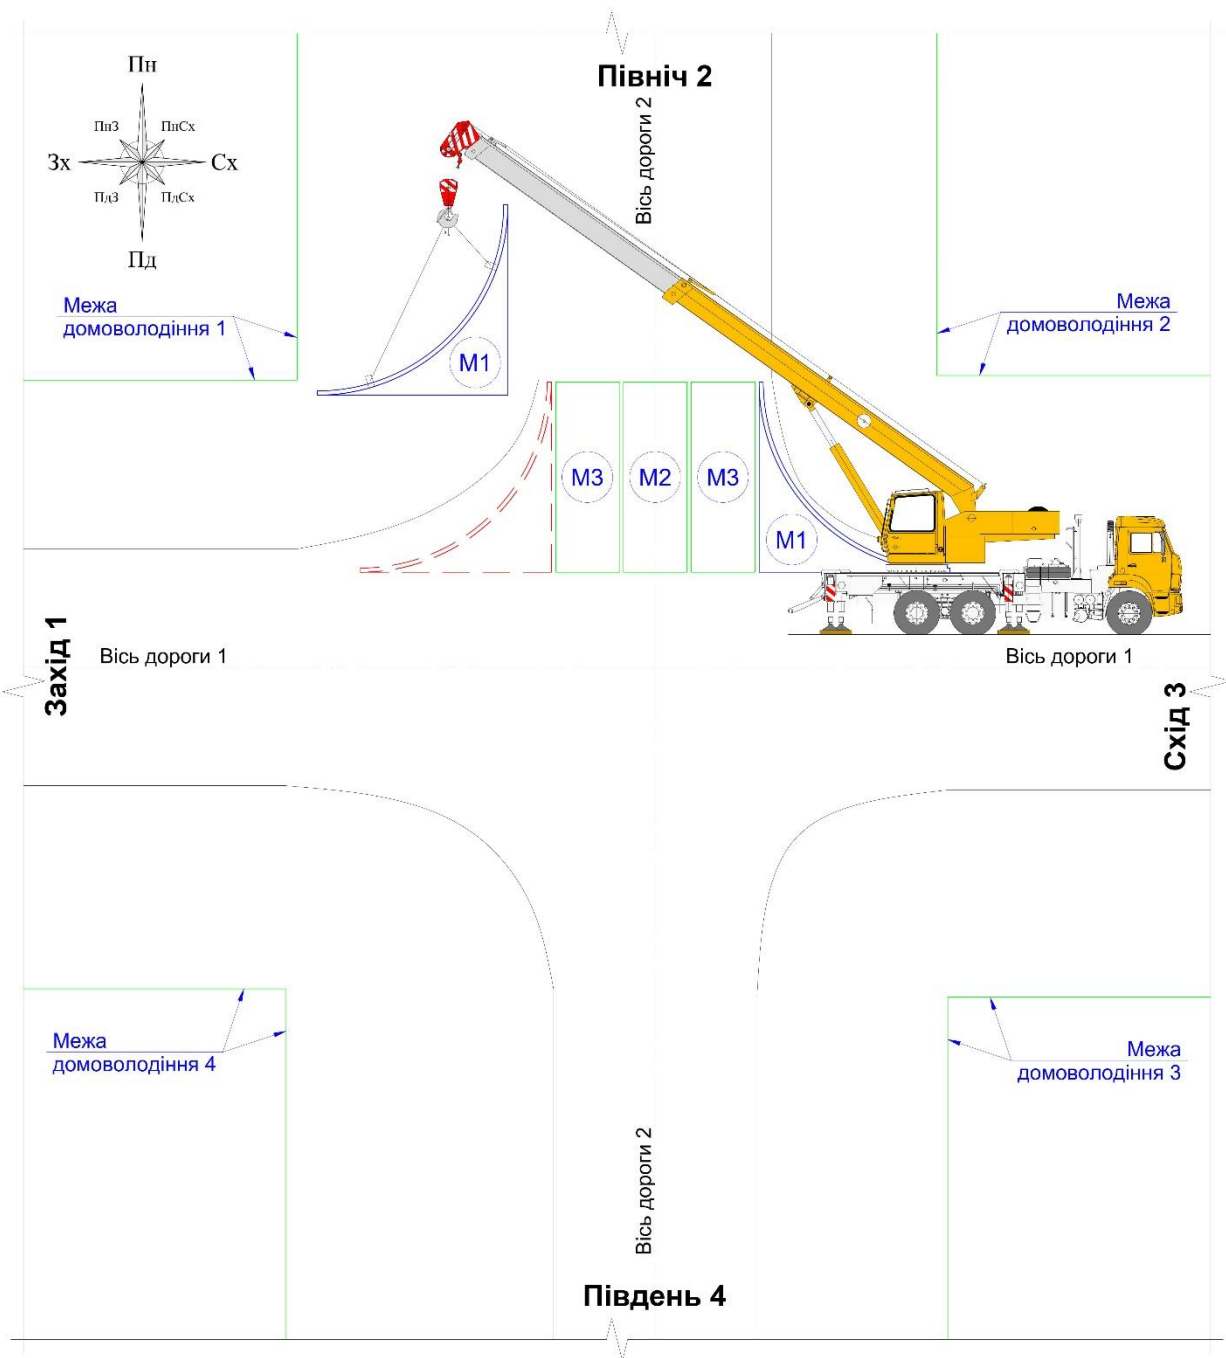 Північ 2
Пн
ПнЗ
ПнСх
Зх
Сх
ПдЗ
ПдСх
Пд
Вісь дороги 2
Межа
домоволодіння 1
Межа
домоволодіння 2
М1
М3
М2
М3
М1
Захід 1
Вісь дороги 1
Вісь дороги 1
Схід 3
Межа
домоволодіння 4
Межа
домоволодіння 3
Вісь дороги 2
Південь 4